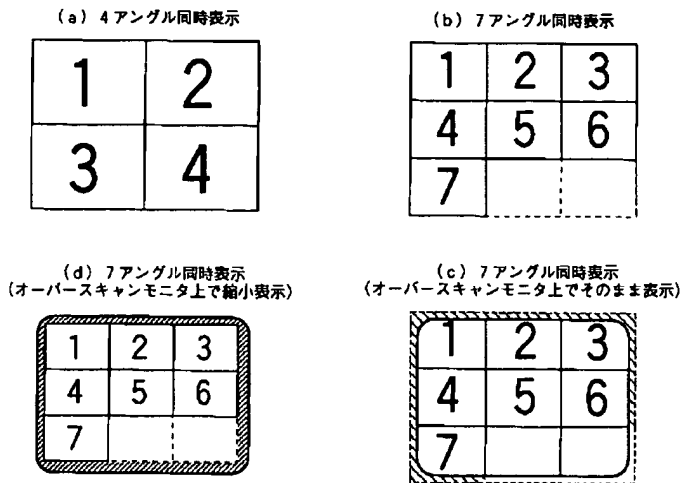 (a) 4アングル同時表示
1 2
3 4
(b) 7アングル同時表示
1 2 3
4 5 6
7
(d) 7アングル同時表示
(オーバースキャンモニタ上で縮小表示)
1 2 3
4 5 6
7
(c) 7アングル同時表示
(オーバースキャンモニタ上でそのまま表示)
1 2 3
4 5 6
7